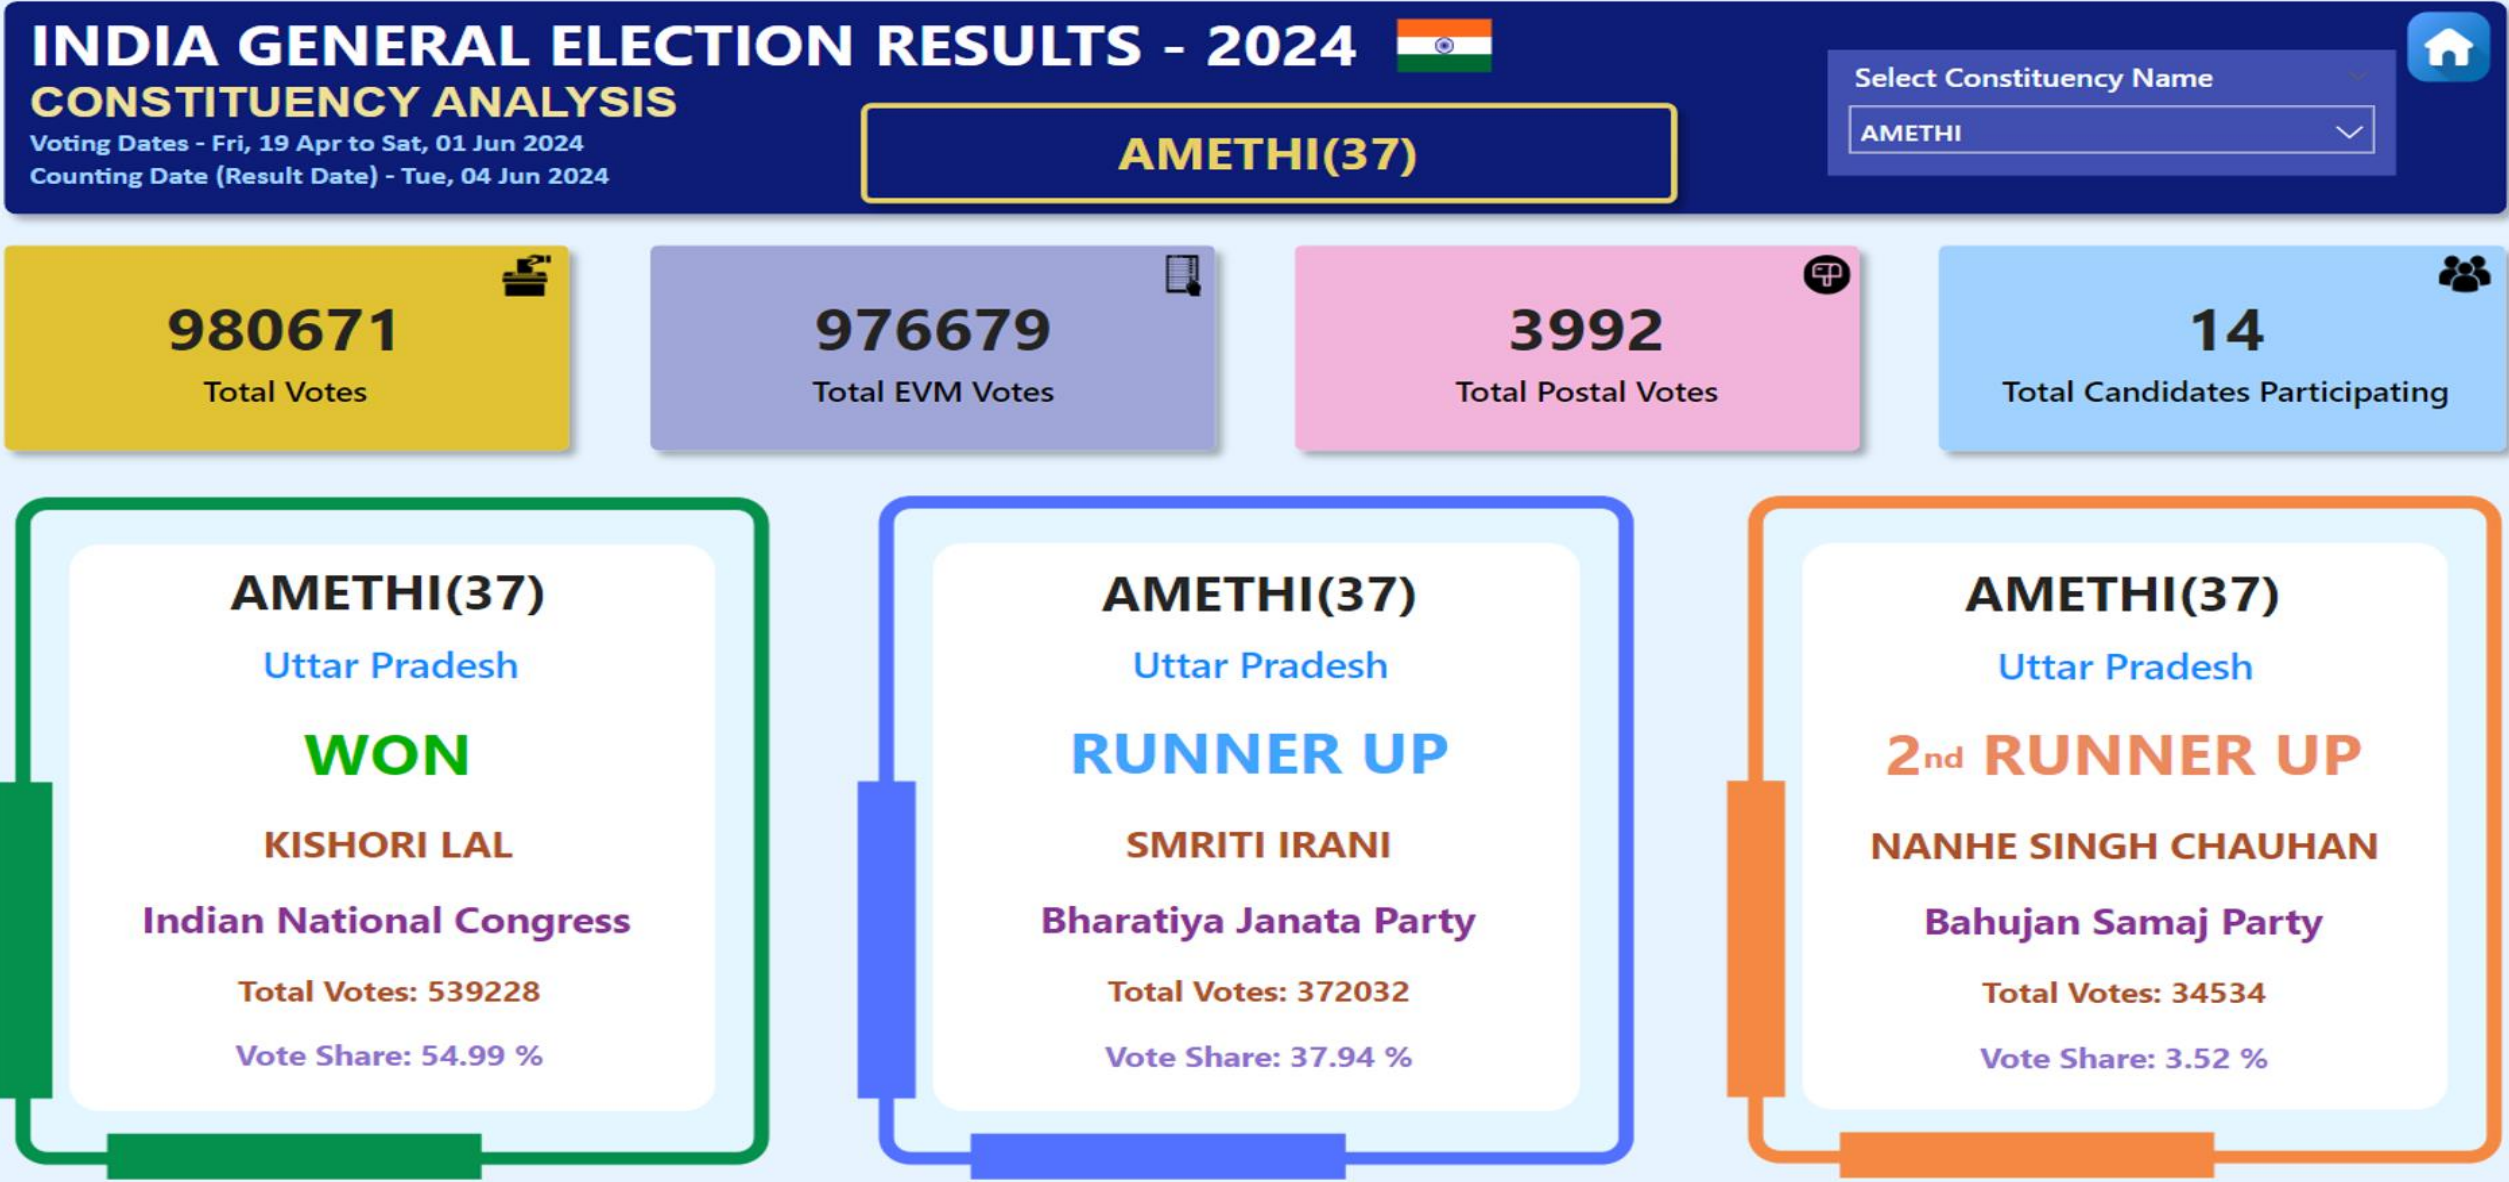 INDIA GENERAL ELECTION RESULTS - 2024
CONSTITUENCY ANALYSIS
Voting Dates - Fri, 19 Apr to Sat, 01 Jun 2024
Counting Date (Result Date) - Tue, 04 Jun 2024
AMETHI(37)
Select Constituency Name
AMETHI
980671
Total Votes
976679
Total EVM Votes
3992
Total Postal Votes
14
Total Candidates Participating
AMETHI(37)
Uttar Pradesh
WON
KISHORI LAL
Indian National Congress
Total Votes: 539228
Vote Share: 54.99 %
AMETHI(37)
Uttar Pradesh
RUNNER UP
SMRITI IRANI
Bharatiya Janata Party
Total Votes: 372032
Vote Share: 37.94 %
AMETHI(37)
Uttar Pradesh
2nd RUNNER UP
NANHE SINGH CHAUHAN
Bahujan Samaj Party
Total Votes: 34534
Vote Share: 3.52 %